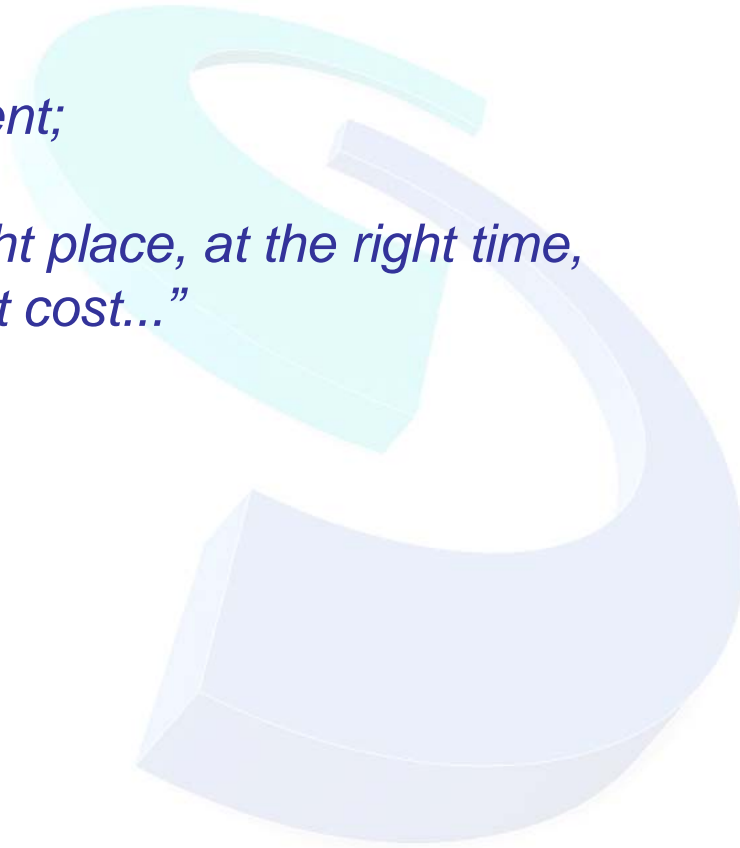 ent;
ht place, at the right time,
t cost...”